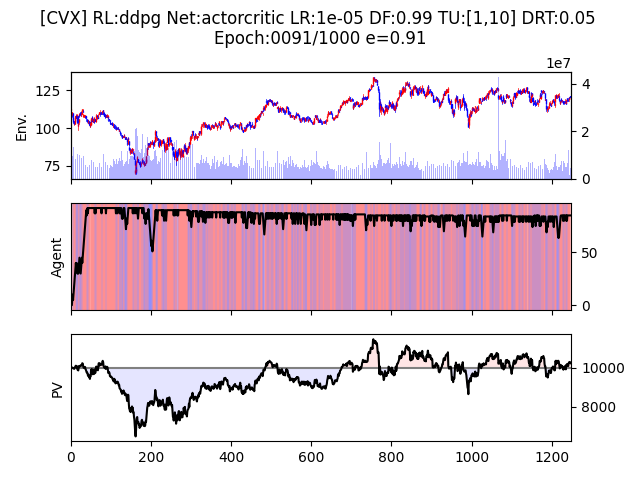 [CVX] RL:ddpg Net:actorcritic LR:1e-05 DF:0.99 TU:[1,10] DRT:0.05
Epoch:0091/1000 e=0.91
1e7
125
100
75
Env.
4
2
0
Agent
50
0
PV
10000
8000
0 200 400 600 800 1000 1200